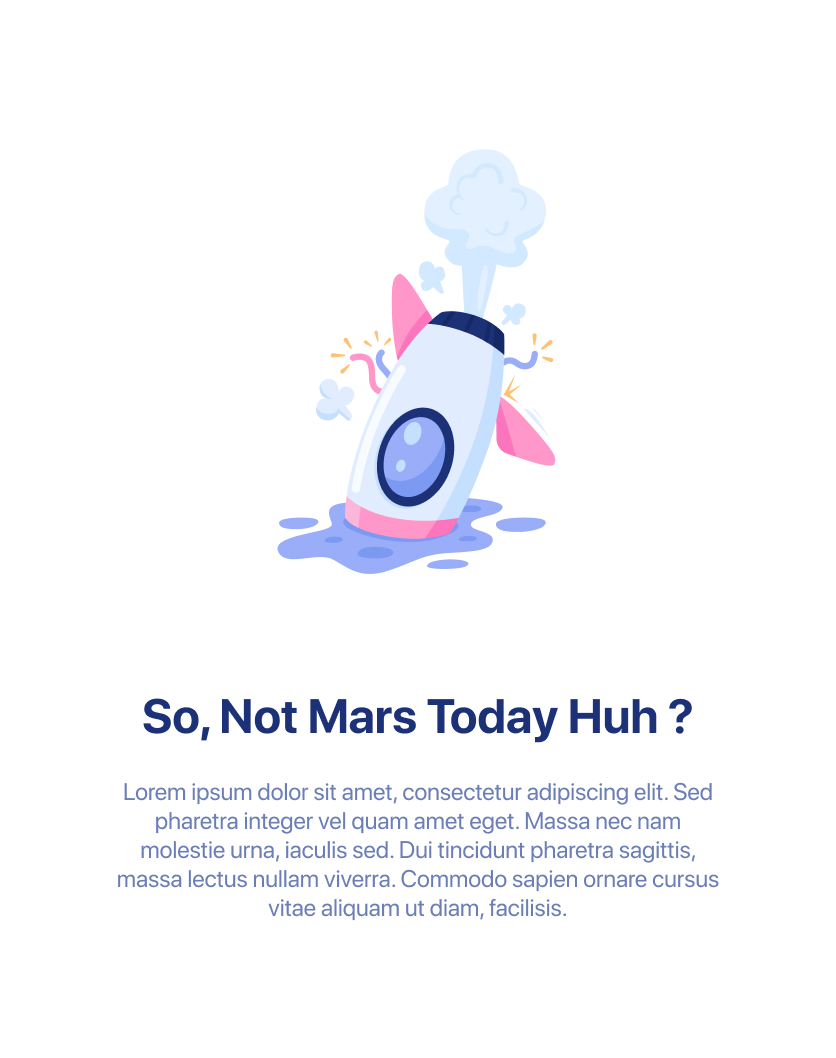 So, Not Mars Today Huh ?
Lorem ipsum dolor sit amet, consectetur adipiscing elit. Sed
pharetra integer vel quam amet eget. Massa nec nam
molestie urna, iaculis sed. Dui tincidunt pharetra sagittis,
massa lectus nullam viverra. Commodo sapien ornare cursus
vitae aliquam ut diam, facilisis.